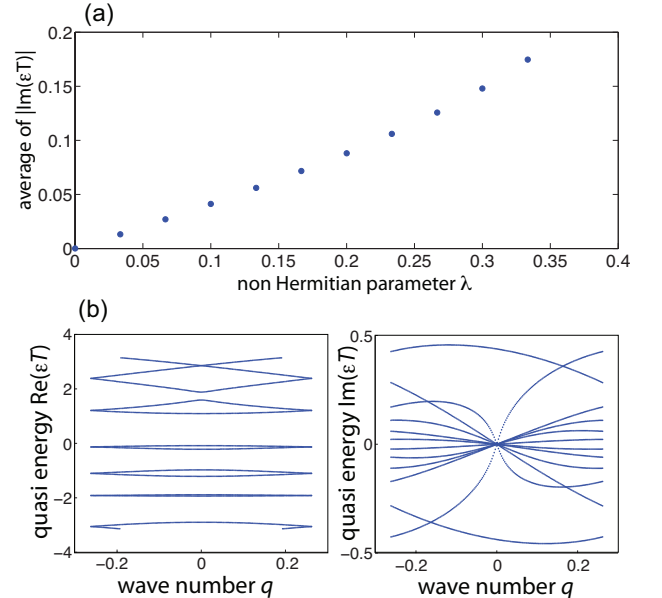 (a)
0.2
0.15
0.1
0.05
0
average of |Im(εT)|
0 0.05 0.1 0.15 0.2 0.25 0.3 0.35 0.4
non Hermitian parameter λ
(b)
4
2
0
−2
−4
quasi energy Re(εT)
−0.2 0 0.2
wave number q
0.5
0
−0.5
quasi energy Im(εT)
−0.2 0 0.2
wave number q